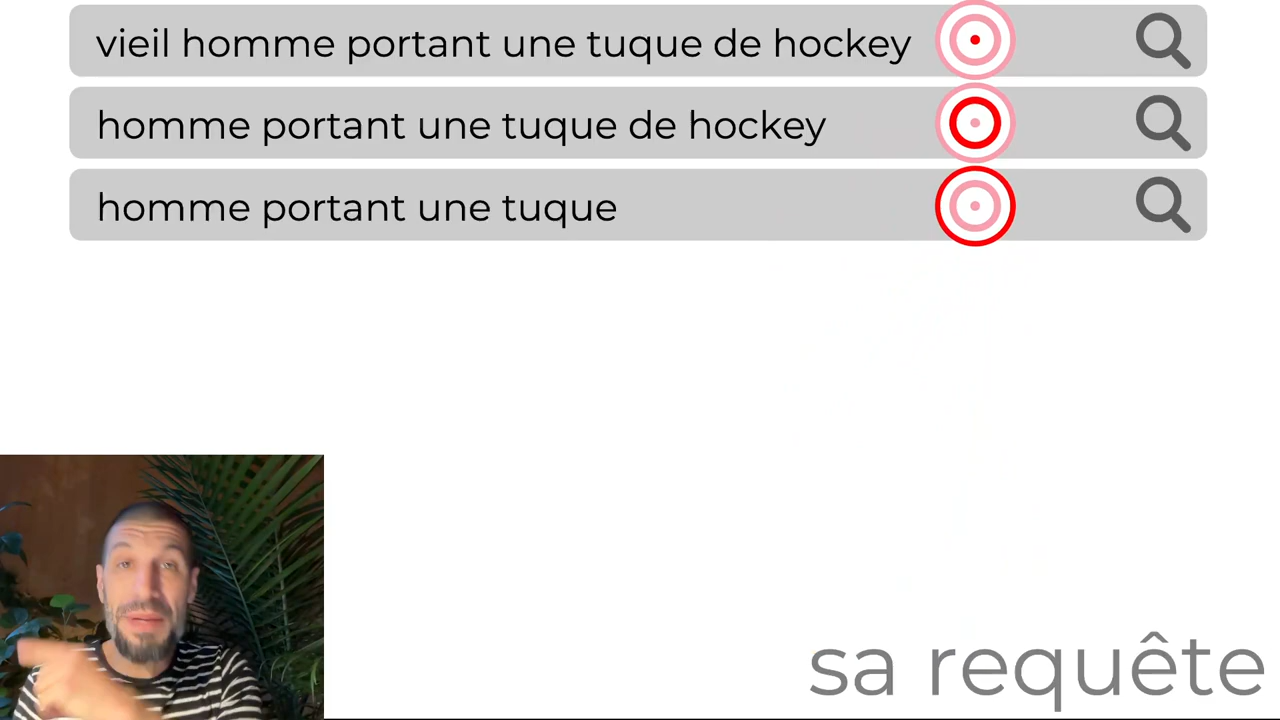 vieil homme portant une tuque de hockey
homme portant une tuque de hockey
homme portant une tuque
sa requête